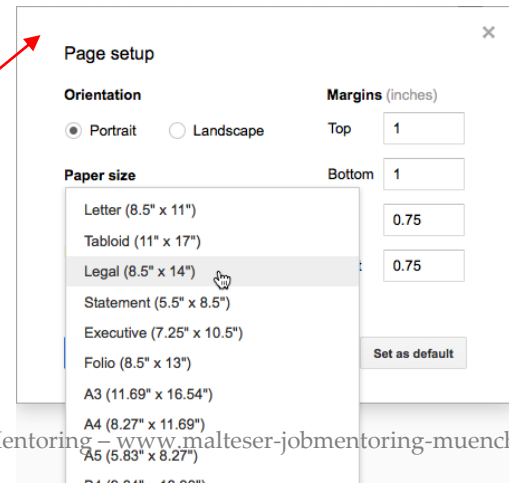 Page setup
Orientation
Margins (inches)
Portrait Landscape
Top 1
Paper size
Bottom 1
Letter (8.5" x 11")
0.75
Tabloid (11" x 17")
Legal (8.5" x 14")
0.75
Statement (5.5" x 8.5")
Executive (7.25" x 10.5")
Set as default
Folio (8.5" x 13")
A3 (11.69" x 16.54")
A4 (8.27" x 11.69")
entoring – www.malteser-jobmentoring-muench
A5 (5.83" x 8.27")